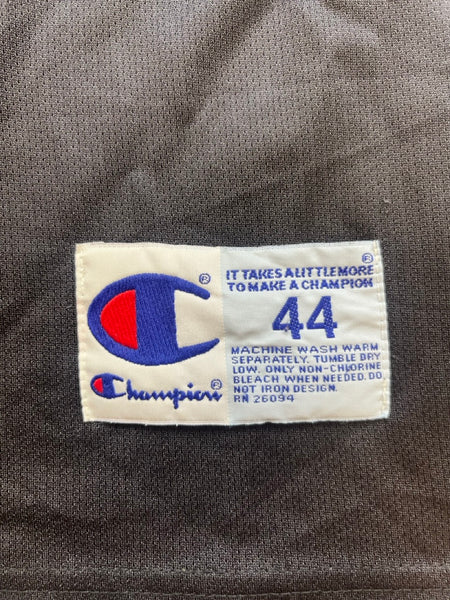 Champion®
®
IT TAKES A LITTLE MORE
TO MAKE A CHAMPION®
44
MACHINE WASH WARM
SEPARATELY. TUMBLE DRY
LOW. ONLY NON-CHLORINE
BLEACH WHEN NEEDED. DO
NOT IRON DESIGN.
RN 26094